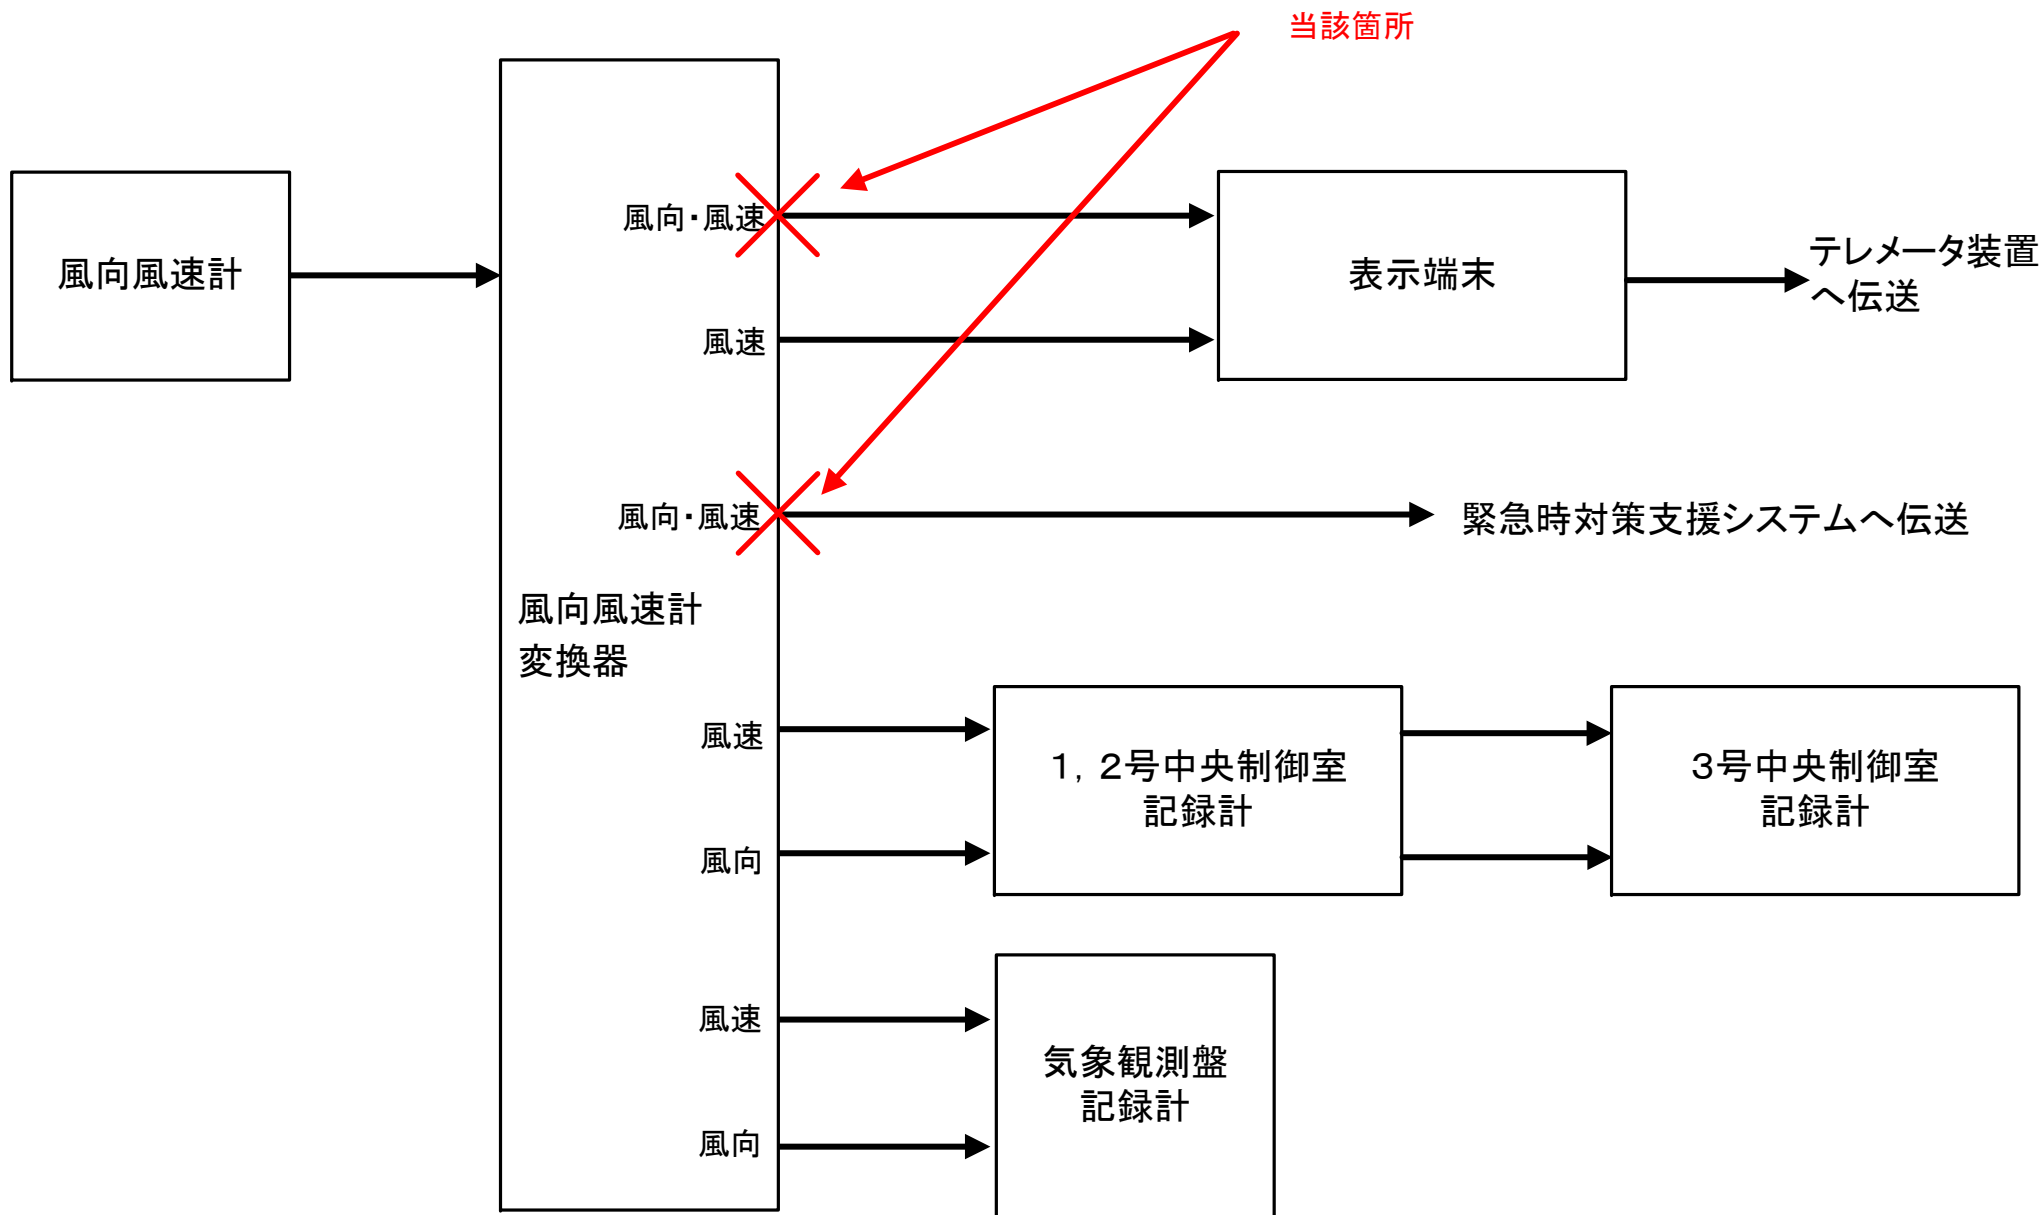 当該箇所
風向風速計
風向・風速
風速
表示端末
テレメータ装置
へ伝送
風向・風速
緊急時対策支援システムへ伝送
風向風速計
変換器
風速
風向
1，2号中央制御室
記録計
3号中央制御室
記録計
風速
風向
気象観測盤
記録計